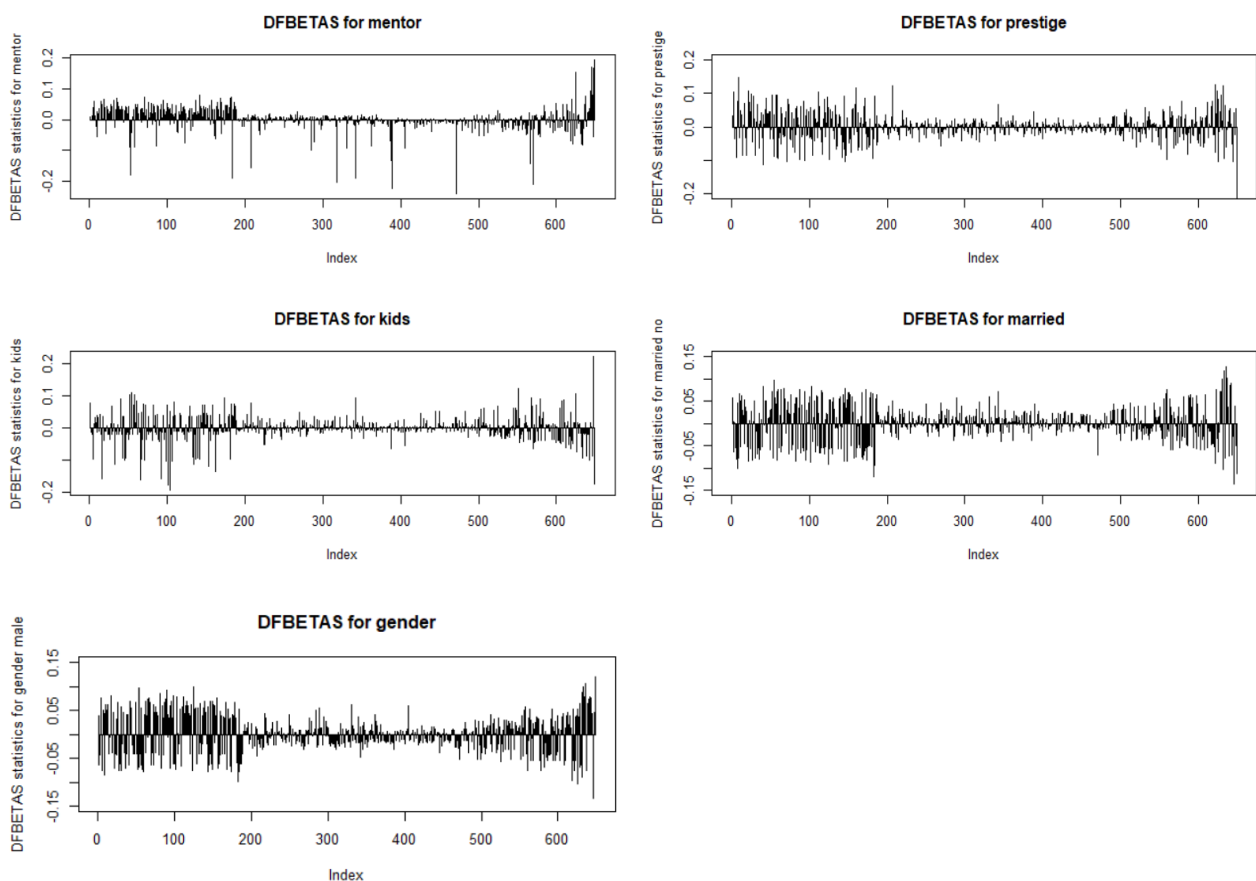 DFBETAS for mentor
DFBETAS statistics for mentor
0.2
0.1
0.0
-0.2
0 100 200 300 400 500 600
Index
DFBETAS for prestige
DFBETAS statistics for prestige
0.2
0.1
0.0
-0.2
0 100 200 300 400 500 600
Index
DFBETAS for kids
DFBETAS statistics for kids
0.2
0.1
0.0
-0.2
0 100 200 300 400 500 600
Index
DFBETAS for married
DFBETAS statistics for married no
0.15
0.05
-0.05
-0.15
0 100 200 300 400 500 600
Index
DFBETAS for gender
DFBETAS statistics for gender male
0.15
0.05
-0.05
-0.15
0 100 200 300 400 500 600
Index